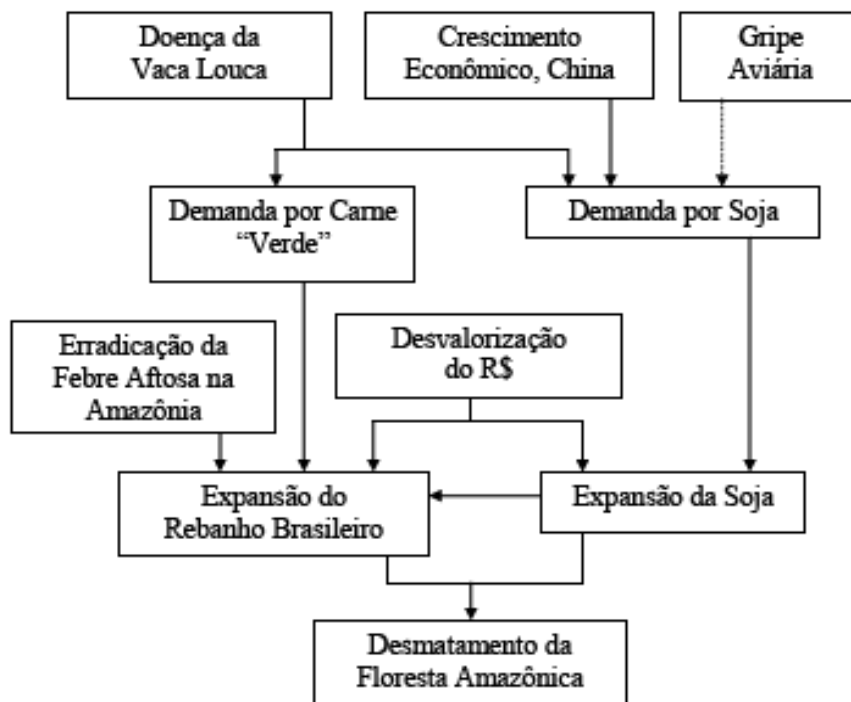 Doença da
Vaca Louca
Crescimento
Econômico, China
Gripe
Aviária
Demanda por Carne
“Verde”
Demanda por Soja
Erradicação da
Febre Aftosa na
Amazônia
Desvalorização
do R$
Expansão do
Rebanho Brasileiro
Expansão da Soja
Desmatamento da
Floresta Amazônica